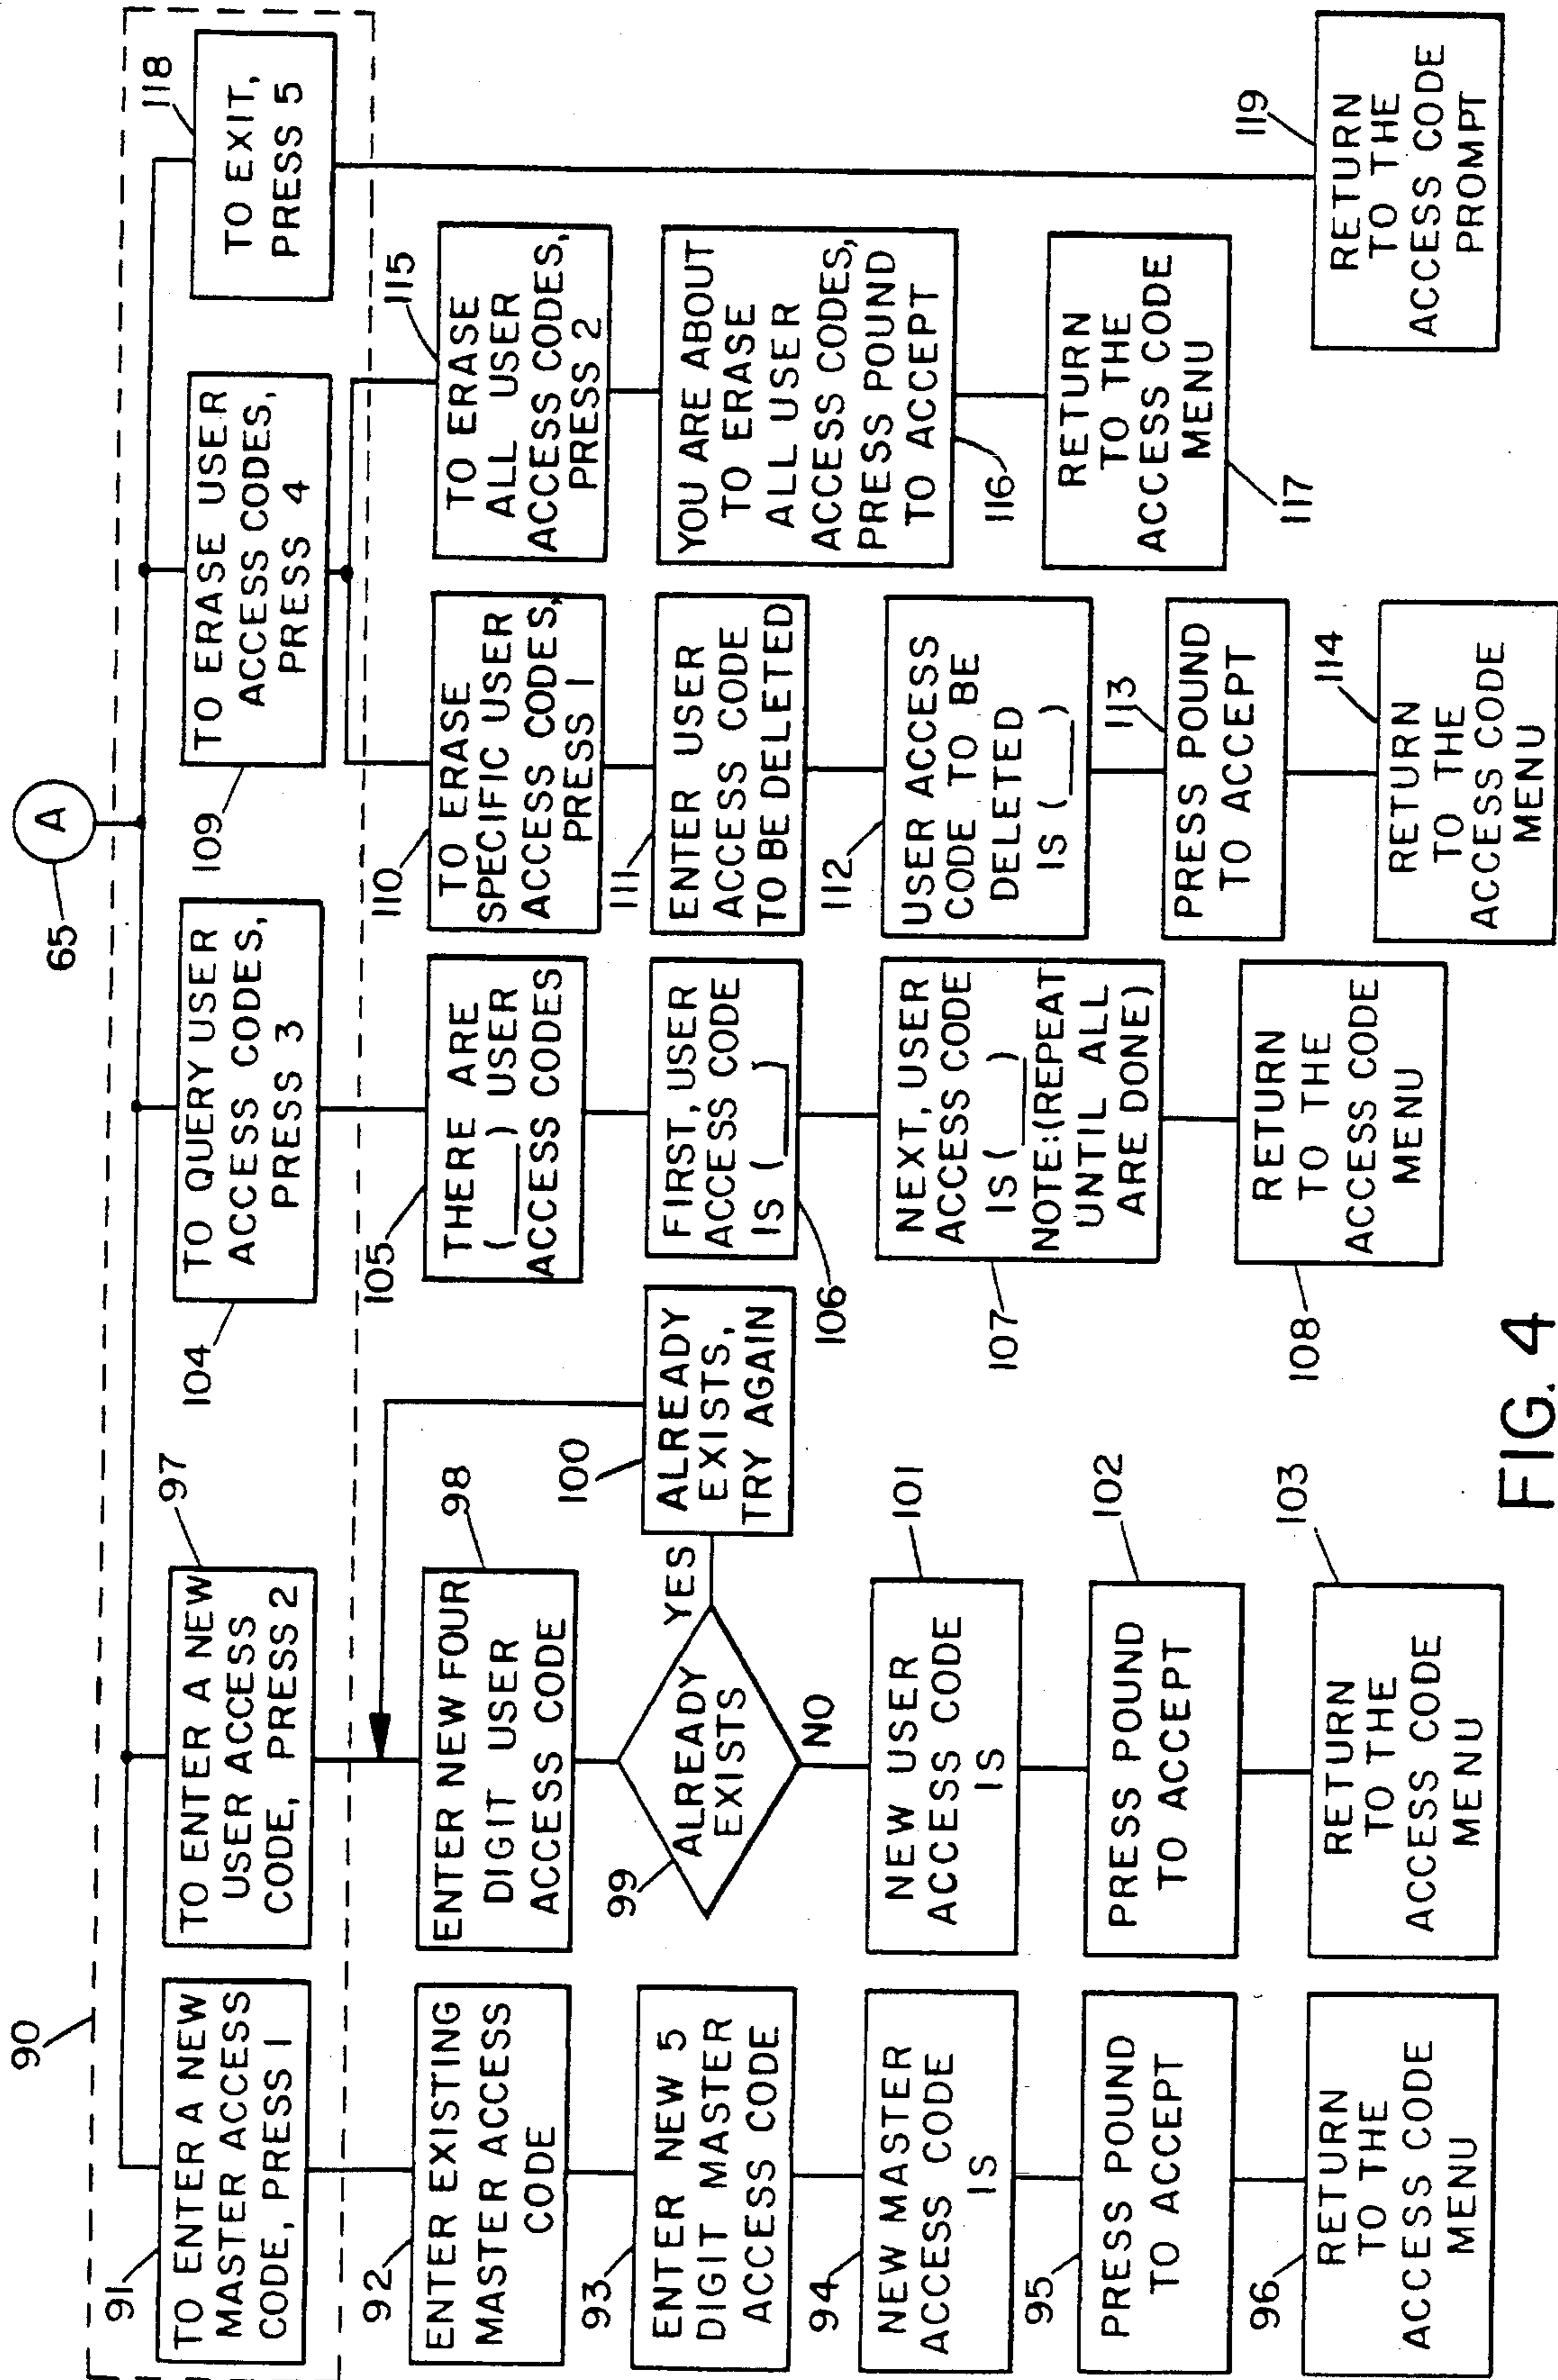 65
A
90
91
TO ENTER A NEW
MASTER ACCESS
CODE, PRESS 1
92
ENTER EXISTING
MASTER ACCESS
CODE
93
ENTER NEW 5
DIGIT MASTER
ACCESS CODE
94
NEW MASTER
ACCESS CODE
IS
95
PRESS POUND
TO ACCEPT
96
RETURN
TO THE
ACCESS CODE
MENU
97
TO ENTER A NEW
USER ACCESS
CODE, PRESS 2
98
ENTER NEW FOUR
DIGIT USER
ACCESS CODE
99
ALREADY
EXISTS
YES
NO
100
ALREADY
EXISTS,
TRY AGAIN
101
NEW USER
ACCESS CODE
IS
102
PRESS POUND
TO ACCEPT
103
RETURN
TO THE
ACCESS CODE
MENU
104
TO QUERY USER
ACCESS CODES,
PRESS 3
105
THERE ARE
(___) USER
ACCESS CODES
106
FIRST, USER
ACCESS CODE
IS (___)
107
NEXT, USER
ACCESS CODE
IS (___)
NOTE:(REPEAT
UNTIL ALL
ARE DONE)
108
RETURN
TO THE
ACCESS CODE
MENU
109
TO ERASE USER
ACCESS CODES,
PRESS 4
110
TO ERASE
SPECIFIC USER
ACCESS CODES,
PRESS 1
111
ENTER USER
ACCESS CODE
TO BE DELETED
112
USER ACCESS
CODE TO BE
DELETED
IS (___)
113
PRESS POUND
TO ACCEPT
114
RETURN
TO THE
ACCESS CODE
MENU
115
TO ERASE
ALL USER
ACCESS CODES,
PRESS 2
116
YOU ARE ABOUT
TO ERASE
ALL USER
ACCESS CODES,
PRESS POUND
TO ACCEPT
117
RETURN
TO THE
ACCESS CODE
MENU
118
TO EXIT,
PRESS 5
119
RETURN
TO THE
ACCESS CODE
PROMPT
FIG. 4